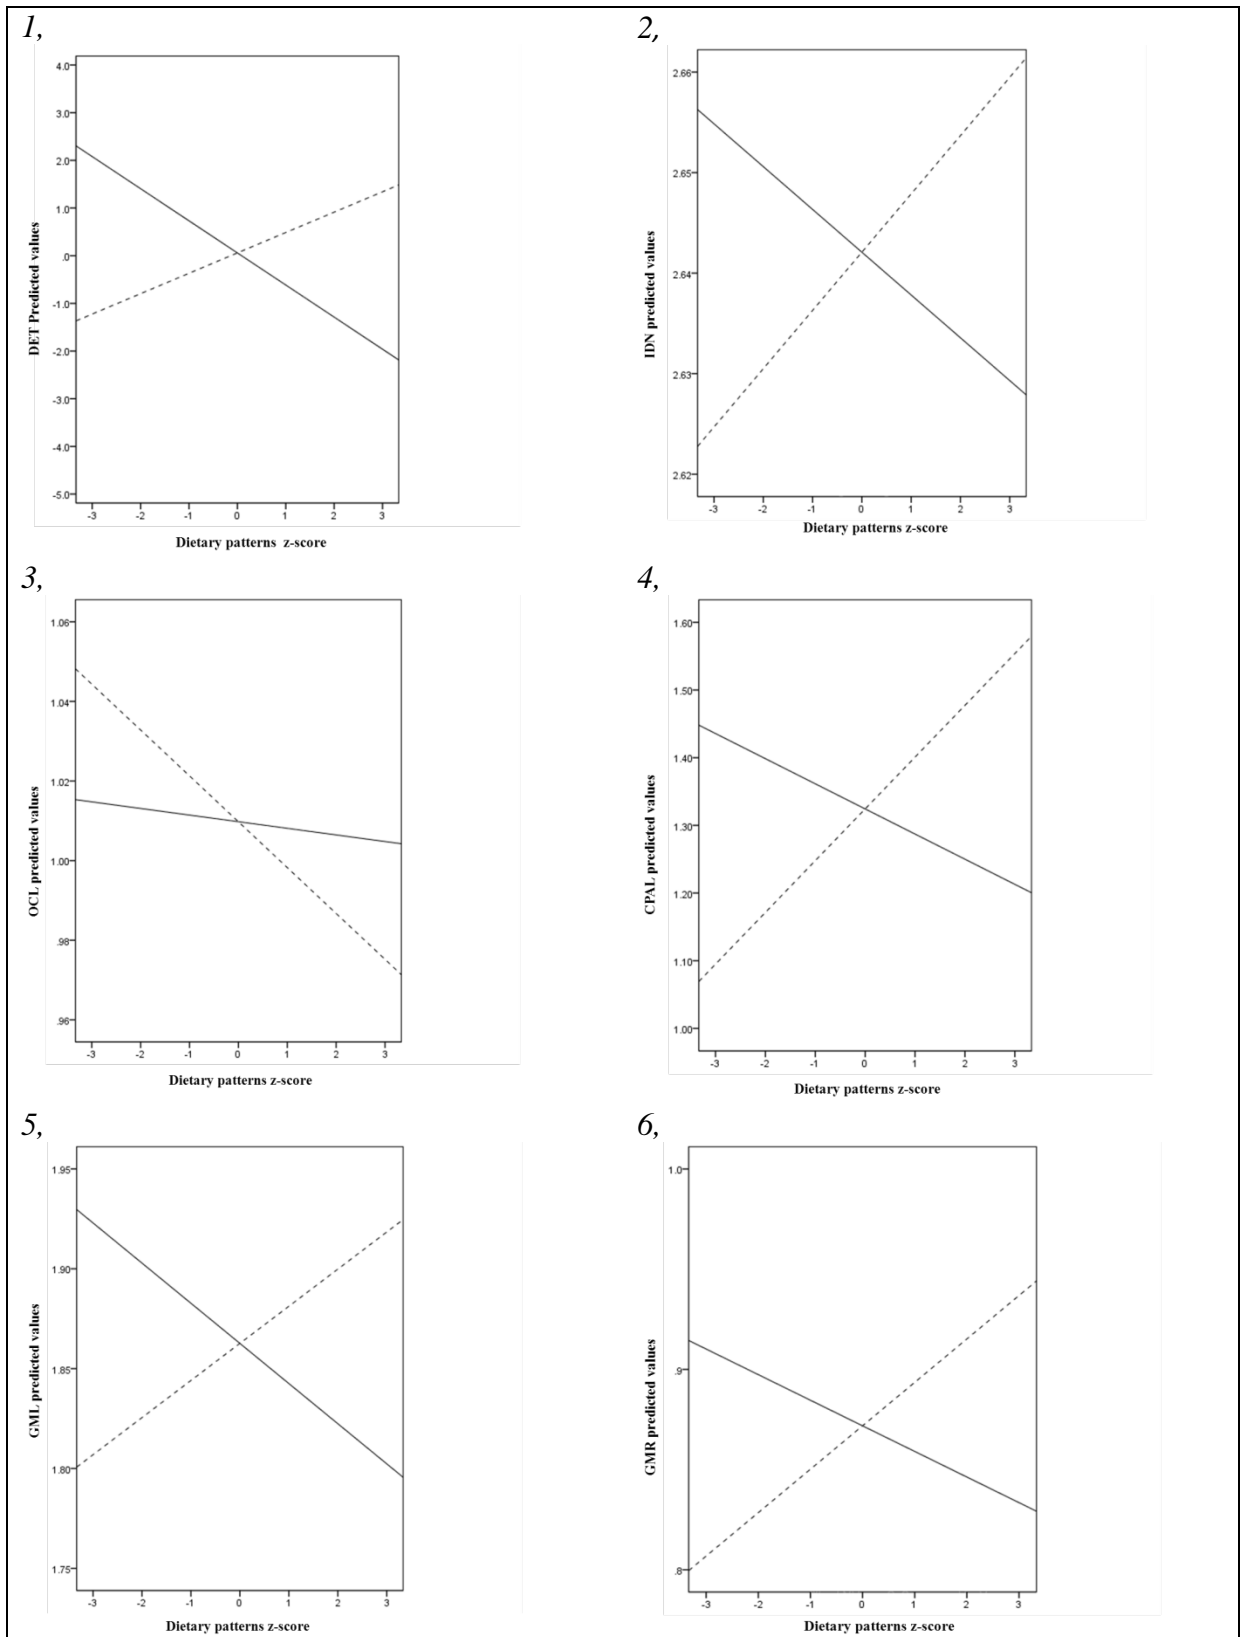 1,
4.0
3.0
2.0
1.0
.0
-1.0
-2.0
-3.0
-4.0
-5.0
DET Predicted values
-3 -2 -1 0 1 2 3
Dietary patterns z-score
2,
2.66
2.65
2.64
2.63
2.62
IDN predicted values
-3 -2 -1 0 1 2 3
Dietary patterns z-score
3,
1.06
1.04
1.02
1.00
.98
.96
OCL predicted values
-3 -2 -1 0 1 2 3
Dietary patterns z-score
4,
1.60
1.50
1.40
1.30
1.20
1.10
1.00
CPAL predicted values
-3 -2 -1 0 1 2 3
Dietary patterns z-score
5,
1.95
1.90
1.85
1.80
1.75
GML predicted values
-3 -2 -1 0 1 2 3
Dietary patterns z-score
6,
1.0
.9
.8
GMR predicted values
-3 -2 -1 0 1 2 3
Dietary patterns z-score